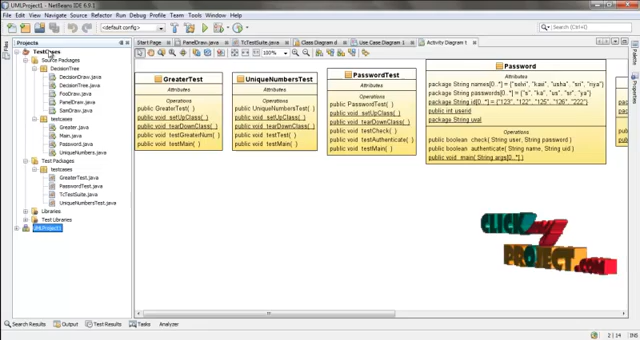 UMLProject1 - NetBeans IDE 6.9.1
File Edit View Navigate Source Refactor Run Debug Profile Team Tools Window Help
<default config>
Search (Ctrl+I)
Projects
Start Page
PanelDraw.java
TcTestSuite.java
Class Diagram d
Use Case Diagram 1
Activity Diagram t
100%
Files
Palette
Properties
TestCases
Source Packages
DecisionTree
DecisionDraw.java
DecisionTree.java
FooDraw.java
PanelDraw.java
SamDraw.java
testcases
Greater.java
Main.java
Password.java
UniqueNumbers.java
Test Packages
testcases
GreaterTest.java
PasswordTest.java
TcTestSuite.java
UniqueNumbersTest.java
Libraries
Test Libraries
UMLProject1
GreaterTest
Attributes
Operations
public GreaterTest( )
public void setUpClass( )
public void tearDownClass( )
public void testGreaterNum( )
public void testMain( )
UniqueNumbersTest
Attributes
Operations
public UniqueNumbersTest( )
public void setUpClass( )
public void tearDownClass( )
public void testTest( )
public void testMain( )
PasswordTest
Attributes
Operations
public PasswordTest( )
public void setUpClass( )
public void tearDownClass( )
public void testCheck( )
public void testAuthenticate( )
public void testMain( )
Password
Attributes
package String names[0..*] = {"selvi", "kavi", "usha", "sri", "riya"}
package String passwords[0..*] = {"s", "ka", "us", "sr", "ya"}
package String id[0..*] = {"123", "122", "125", "126", "222"}
public int userid
package String uval
Operations
public boolean check( String user, String password )
public boolean authenticate( String name, String uid )
public void main( String args[0..*] )
CLICK
MY
PROJECT
.COM
Search Results
Output
Test Results
Tasks
Analyzer
2 | 14
INS